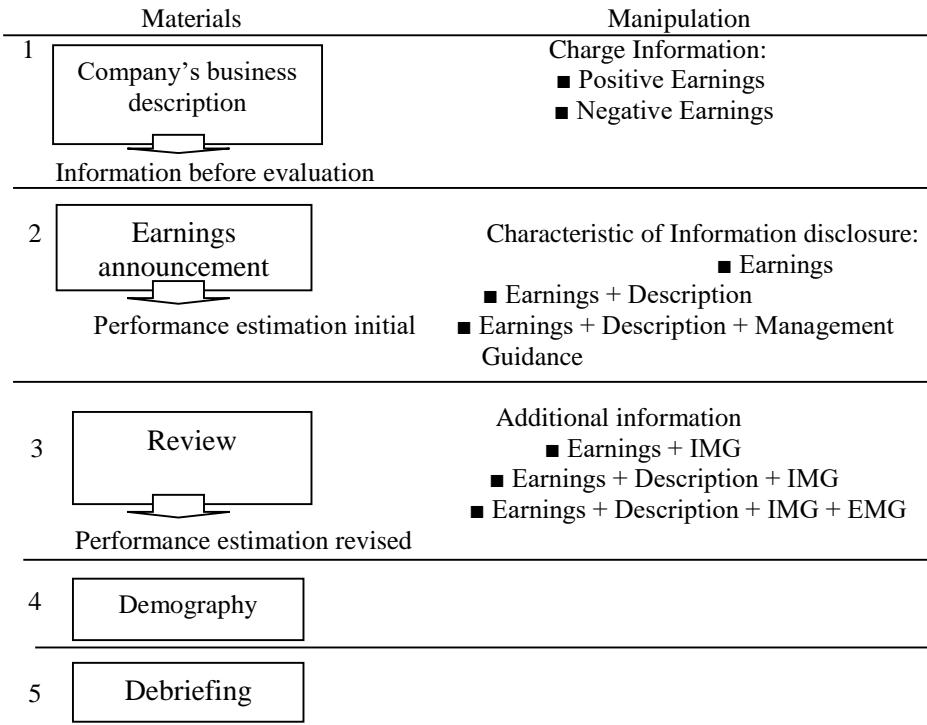 Materials Manipulation
1 Company's business description
Charge Information:
■ Positive Earnings
■ Negative Earnings
Information before evaluation
2 Earnings announcement
Characteristic of Information disclosure:
■ Earnings
■ Earnings + Description
■ Earnings + Description + Management
Guidance
Performance estimation initial
3 Review
Additional information
■ Earnings + IMG
■ Earnings + Description + IMG
■ Earnings + Description + IMG + EMG
Performance estimation revised
4 Demography
5 Debriefing